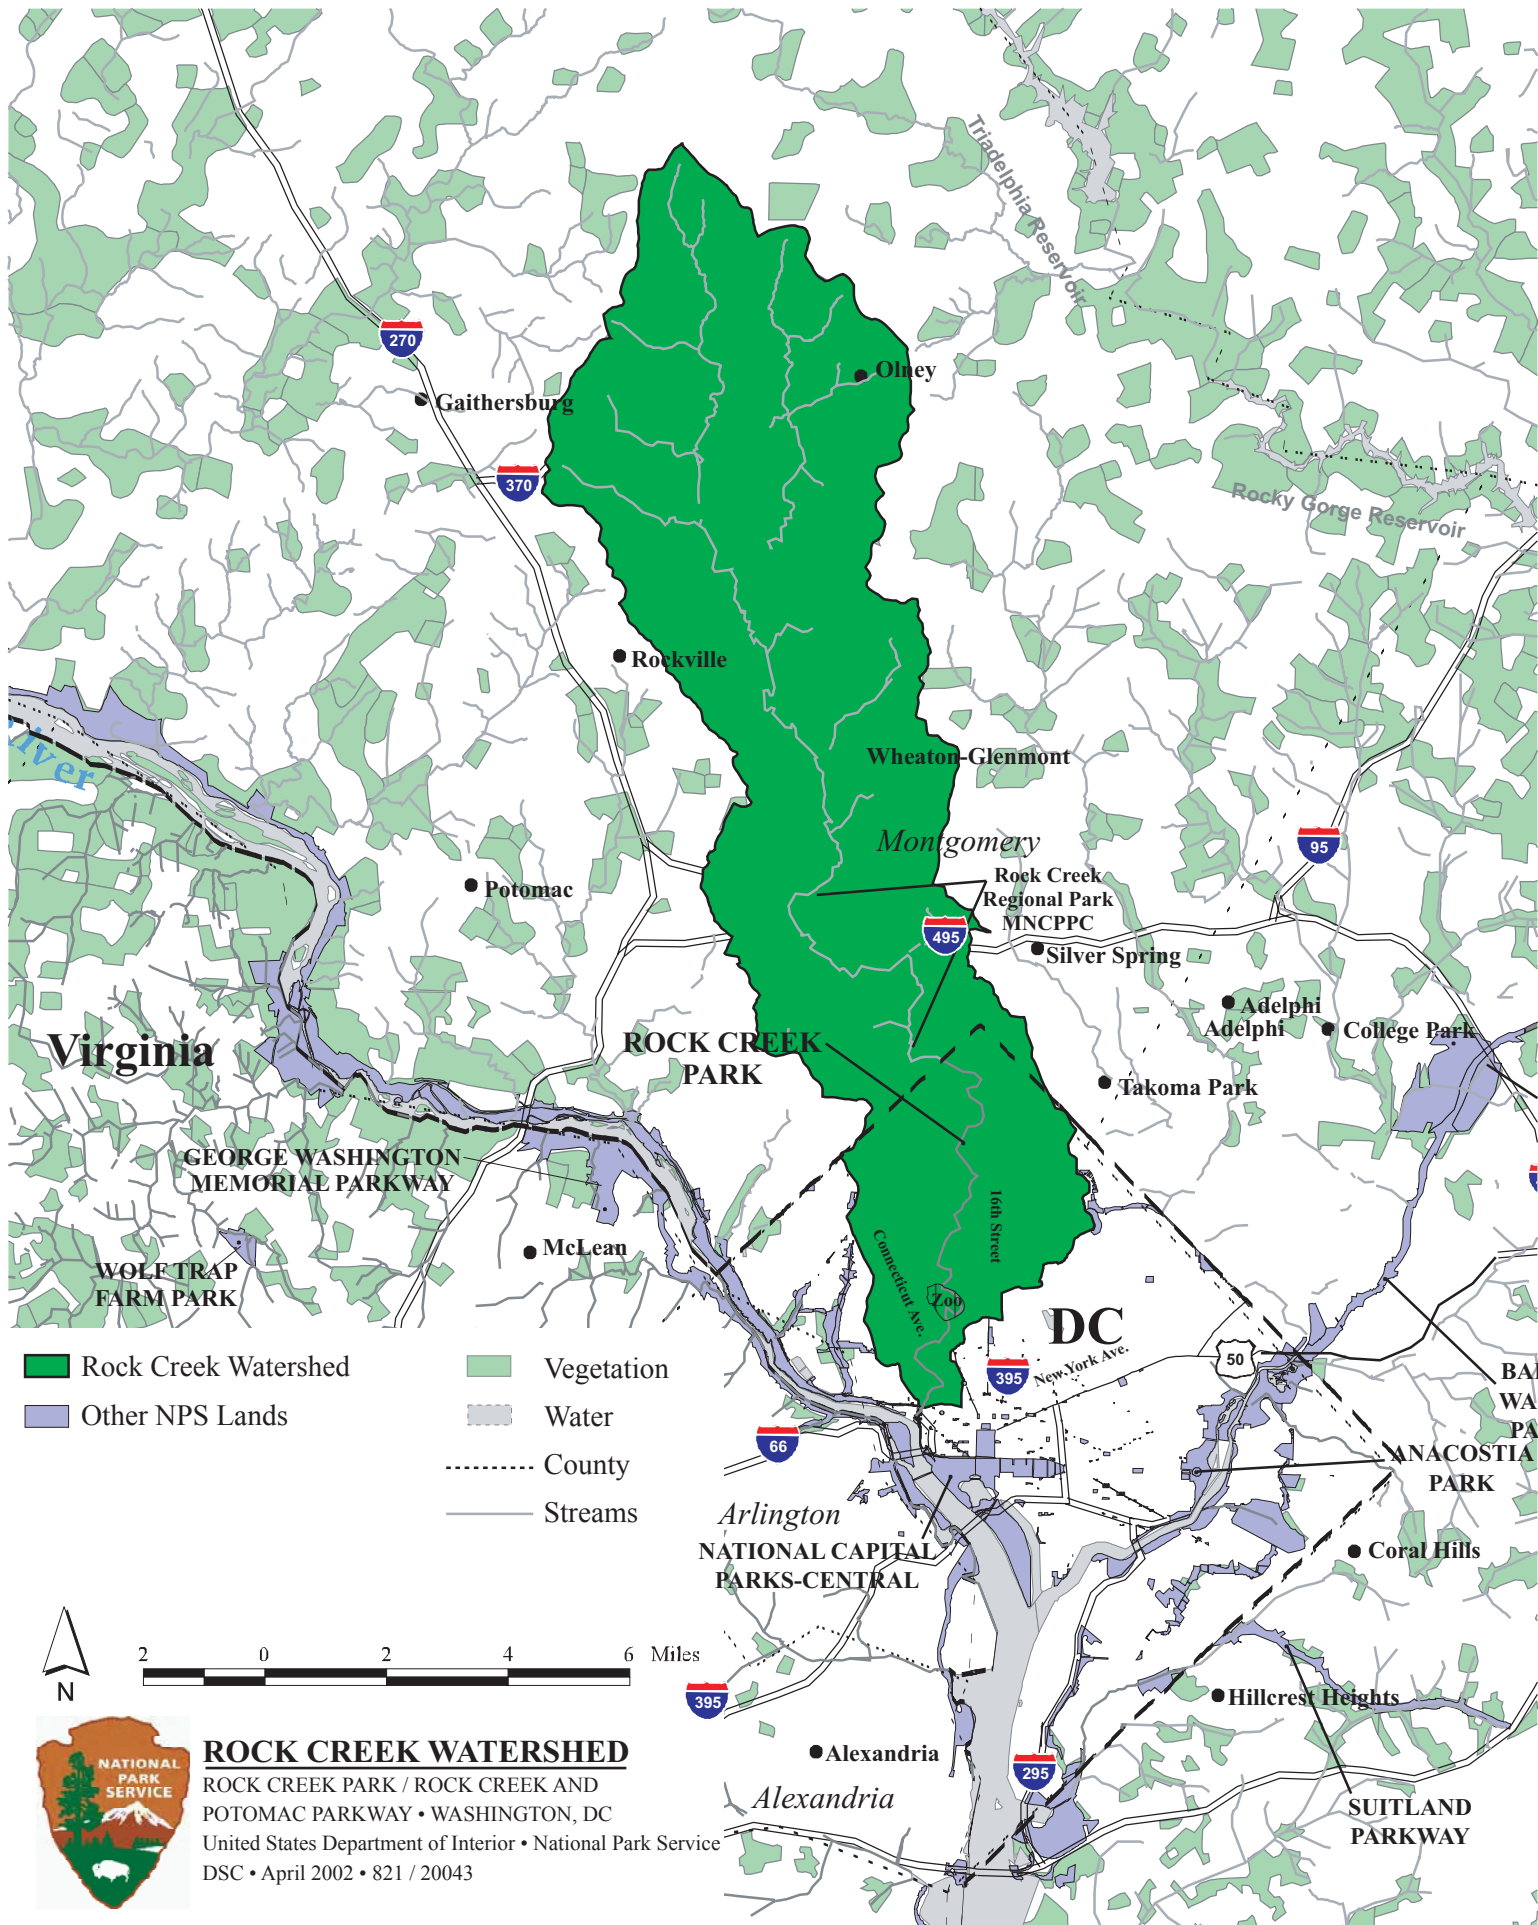 Triadelphia Reservoir
270
Olney
Gaithersburg
370
Rocky Gorge Reservoir
Rockville
River
Wheaton-Glenmont
Montgomery
95
Potomac
Rock Creek
Regional Park
MNCPPC
495
Silver Spring
Adelphi
Adelphi
College Park
Virginia
ROCK CREEK
PARK
Takoma Park
GEORGE WASHINGTON
MEMORIAL PARKWAY
16th Street
Connecticut Ave.
McLean
WOLF TRAP
FARM PARK
Zoo
DC
New York Ave.
50
395
BA
WA
PA
Rock Creek Watershed
Other NPS Lands
Vegetation
Water
County
Streams
66
ANACOSTIA
PARK
Arlington
NATIONAL CAPITAL
PARKS-CENTRAL
Coral Hills
2 0 2 4 6 Miles
N
395
Hillcrest Heights
Alexandria
295
Alexandria
SUITLAND
PARKWAY
NATIONAL
PARK
SERVICE
ROCK CREEK WATERSHED
ROCK CREEK PARK / ROCK CREEK AND
POTOMAC PARKWAY • WASHINGTON, DC
United States Department of Interior • National Park Service
DSC • April 2002 • 821 / 20043